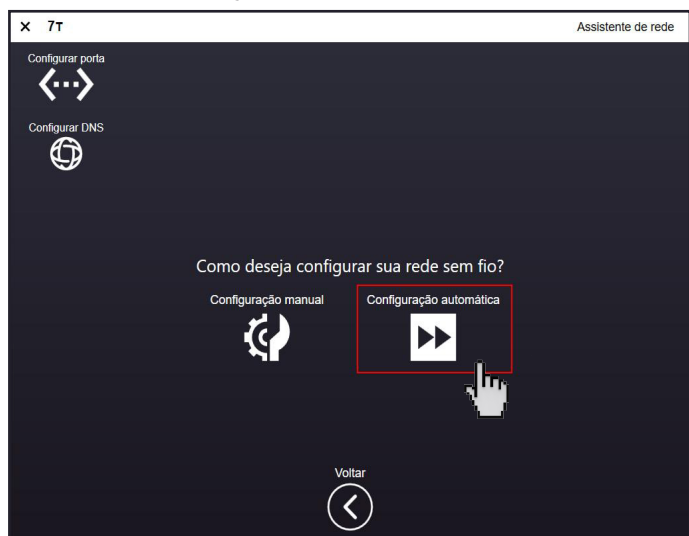 × 7T
Assistente de rede
Configurar porta
Configurar DNS
Como deseja configurar sua rede sem fio?
Configuração manual
Configuração automática
Voltar